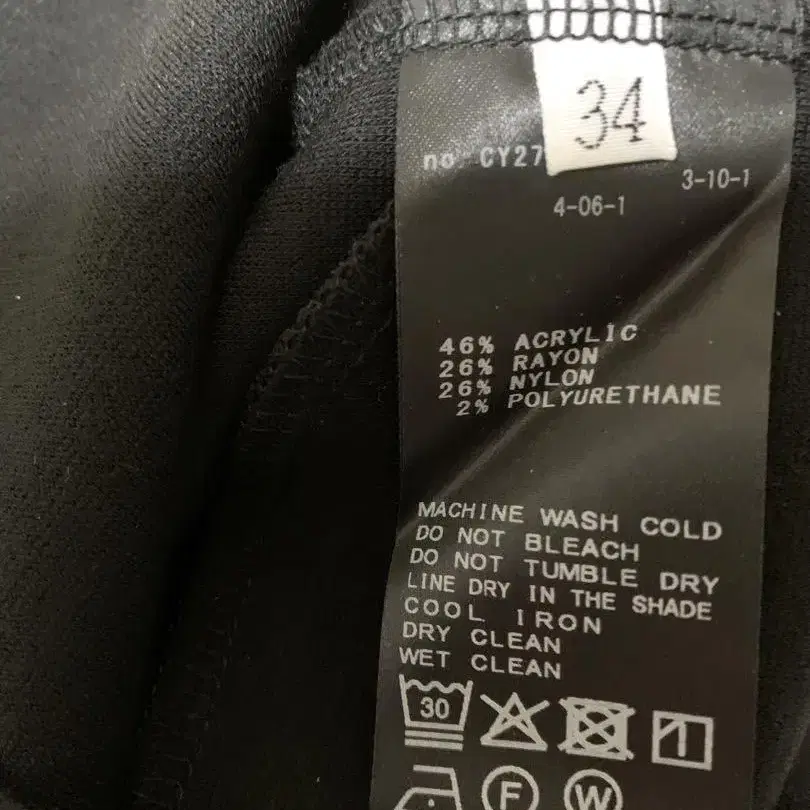 34
no CY27
3-10-1
4-06-1
46% ACRYLIC
26% RAYON
26% NYLON
2% POLYURETHANE
MACHINE WASH COLD
DO NOT BLEACH
DO NOT TUMBLE DRY
LINE DRY IN THE SHADE
COOL IRON
DRY CLEAN
WET CLEAN
30
F W